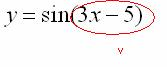 y = sin(3x − 5)
v